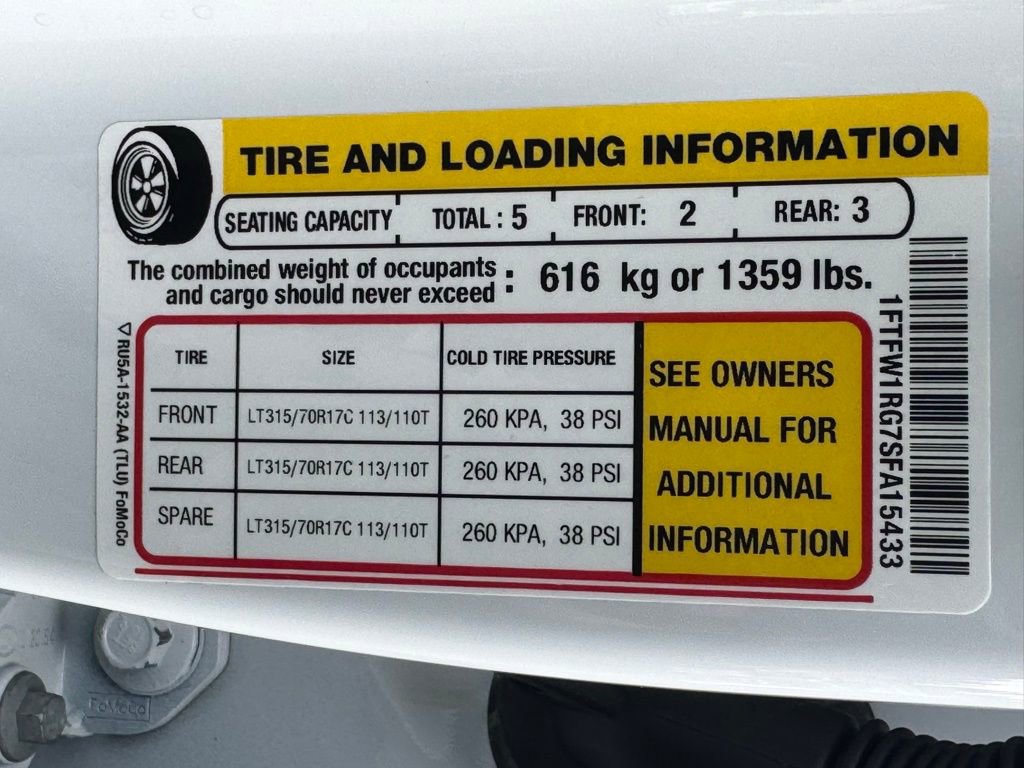 TIRE AND LOADING INFORMATION
SEATING CAPACITY TOTAL : 5 FRONT: 2 REAR: 3
The combined weight of occupants
and cargo should never exceed : 616 kg or 1359 lbs.
TIRE SIZE COLD TIRE PRESSURE
FRONT LT315/70R17C 113/110T 260 KPA, 38 PSI
REAR LT315/70R17C 113/110T 260 KPA, 38 PSI
SPARE LT315/70R17C 113/110T 260 KPA, 38 PSI
SEE OWNERS
MANUAL FOR
ADDITIONAL
INFORMATION
RU5A-1532-AA (TLU) FoMoCo
1FTFW1RG7SFA15433
FoMoCo